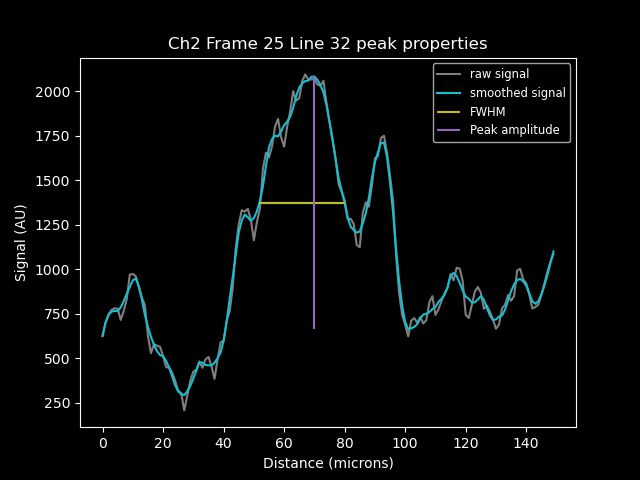 Ch2 Frame 25 Line 32 peak properties
raw signal
smoothed signal
FWHM
Peak amplitude
Signal (AU)
2000
1750
1500
1250
1000
750
500
250
0 20 40 60 80 100 120 140
Distance (microns)